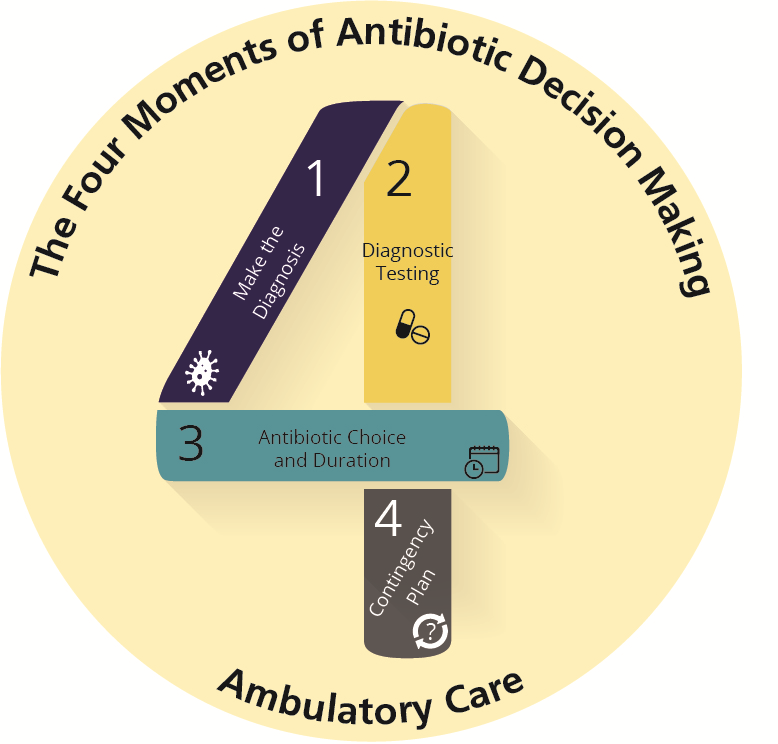 The Four Moments of Antibiotic Decision Making
1
Make the
Diagnosis
2
Diagnostic
Testing
3
Antibiotic Choice
and Duration
4
Contingency
Plan
?
Ambulatory Care